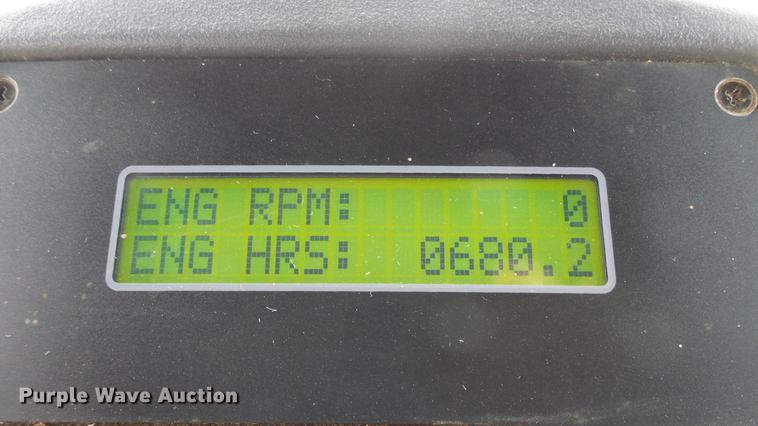 ENG RPM: 0
ENG HRS: 0680.2
Purple Wave Auction